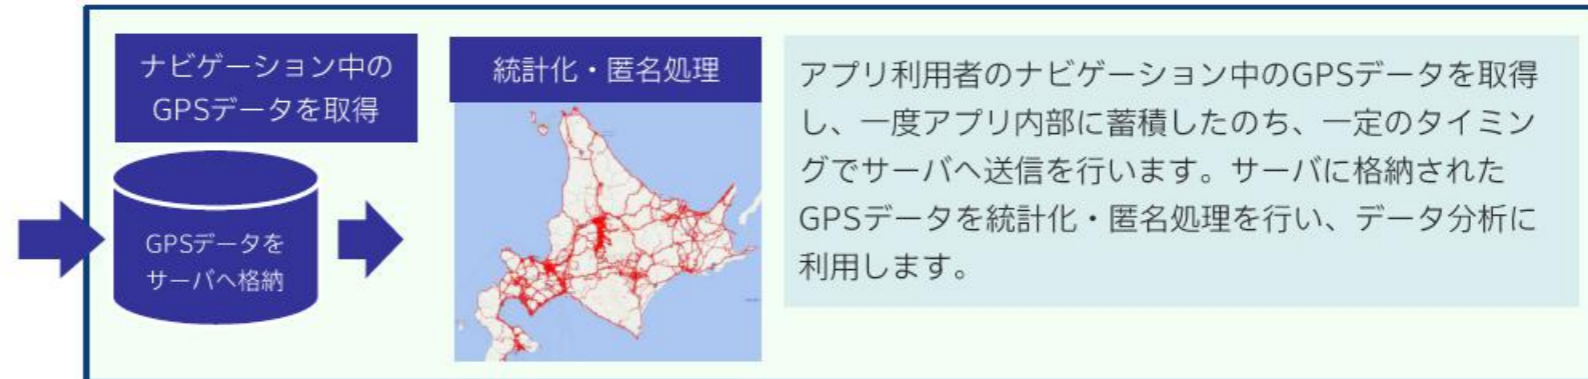 ナビゲーション中の
GPSデータを取得
GPSデータを
サーバへ格納
統計化・匿名処理
アプリ利用者のナビゲーション中のGPSデータを取得
し、一度アプリ内部に蓄積したのち、一定のタイミン
グでサーバへ送信を行います。サーバに格納された
GPSデータを統計化・匿名処理を行い、データ分析に
利用します。